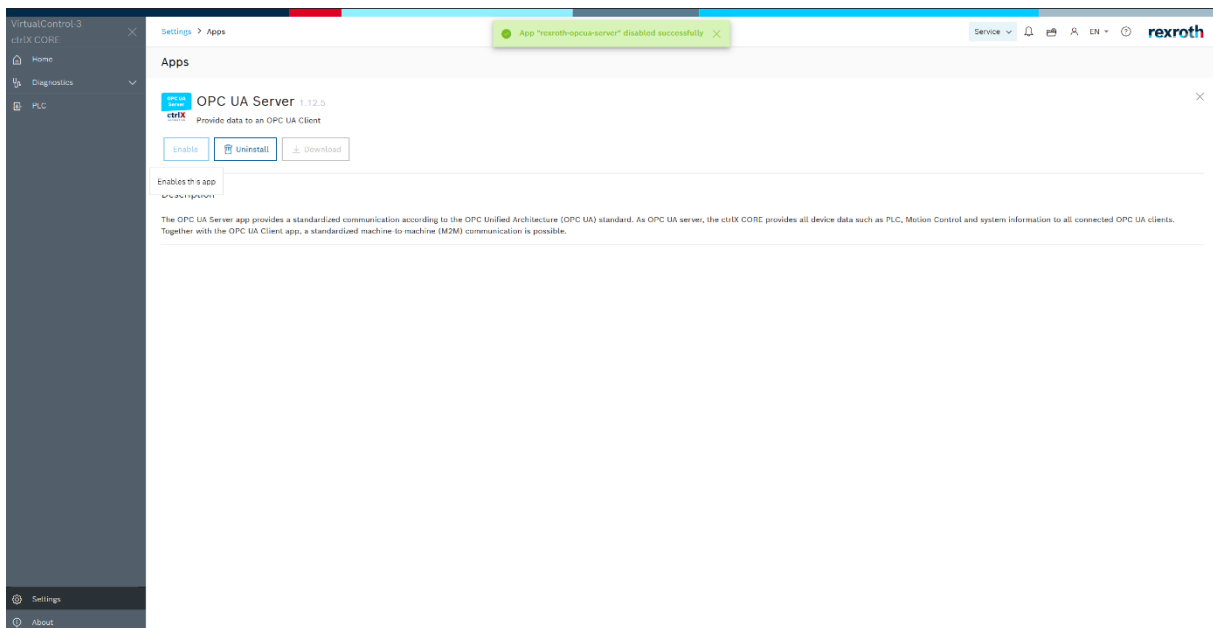 VirtualControl-3
ctrlX CORE
Home
Diagnostics
PLC
Settings
About
Settings > Apps
App "rexroth-opcua-server" disabled successfully
Service
EN
rexroth
Apps
OPC UA
Server
ctrlX
OPC UA Server 1.12.5
Provide data to an OPC UA Client
Enable
Uninstall
Download
Enables this app
Description
The OPC UA Server app provides a standardized communication according to the OPC Unified Architecture (OPC UA) standard. As OPC UA server, the ctrlX CORE provides all device data such as PLC, Motion Control and system information to all connected OPC UA clients.
Together with the OPC UA Client app, a standardized machine-to-machine (M2M) communication is possible.